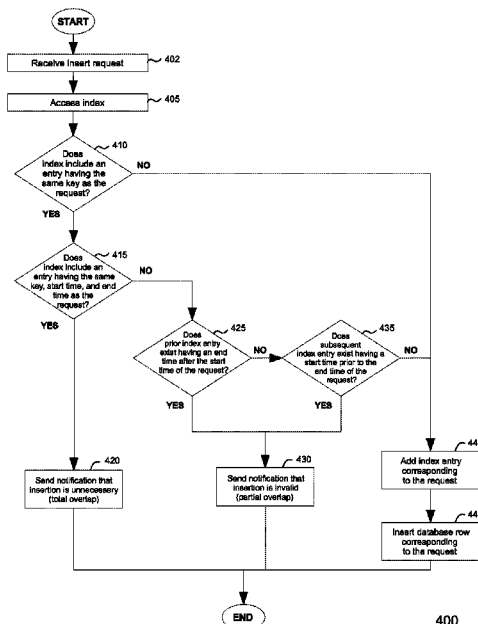 START
Receive Insert request
402
Access index
405
410
Does
index include an
entry having the
same key as the
request?
NO
YES
415
Does
index include an
entry having the same
key, start time, and end
time as the
request?
NO
YES
425
Does
prior index entry
exist having an end
time after the start
time of the request?
NO
YES
435
Does
subsequent
index entry exist having a
start time prior to the
end time of the
request?
NO
YES
420
Send notification that
insertion is unnecessary
(total overlap)
430
Send notification that
insertion is invalid
(partial overlap)
44
Add index entry
corresponding
to the request
44
Insert database row
corresponding
to the request
END
400